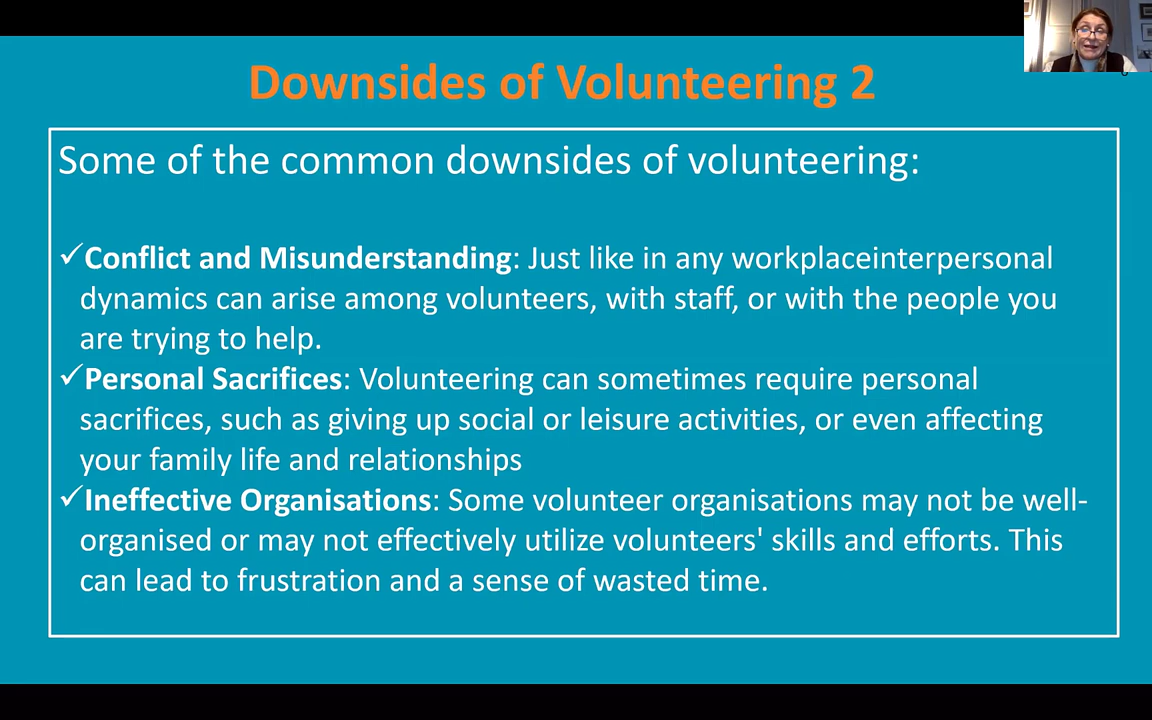 Downsides of Volunteering 2
Some of the common downsides of volunteering:
✓Conflict and Misunderstanding: Just like in any workplaceinterpersonal
dynamics can arise among volunteers, with staff, or with the people you
are trying to help.
✓Personal Sacrifices: Volunteering can sometimes require personal
sacrifices, such as giving up social or leisure activities, or even affecting
your family life and relationships
✓Ineffective Organisations: Some volunteer organisations may not be well-
organised or may not effectively utilize volunteers' skills and efforts. This
can lead to frustration and a sense of wasted time.